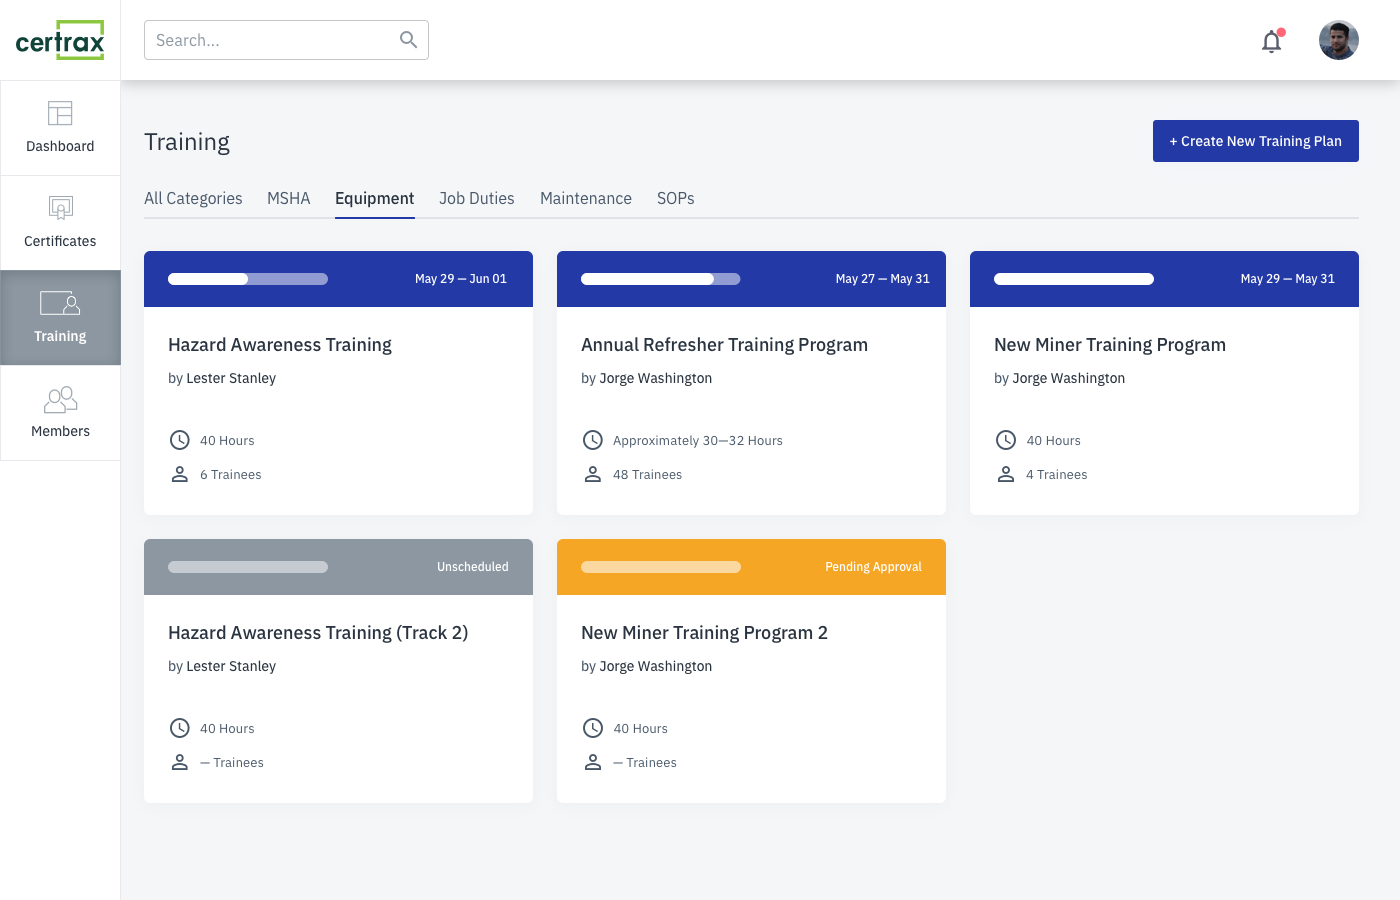 certrax
Search...
Dashboard
Certificates
Training
Members
Training
+ Create New Training Plan
All Categories MSHA Equipment Job Duties Maintenance SOPs
May 29 — Jun 01
Hazard Awareness Training
by Lester Stanley
40 Hours
6 Trainees
May 27 — May 31
Annual Refresher Training Program
by Jorge Washington
Approximately 30—32 Hours
48 Trainees
May 29 — May 31
New Miner Training Program
by Jorge Washington
40 Hours
4 Trainees
Unscheduled
Hazard Awareness Training (Track 2)
by Lester Stanley
40 Hours
— Trainees
Pending Approval
New Miner Training Program 2
by Jorge Washington
40 Hours
— Trainees